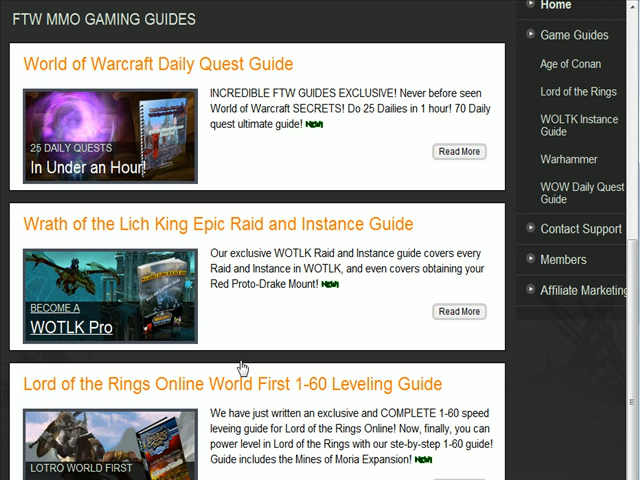 FTW MMO GAMING GUIDES
World of Warcraft Daily Quest Guide
25 DAILY QUESTS
In Under an Hour!
INCREDIBLE FTW GUIDES EXCLUSIVE! Never before seen
World of Warcraft SECRETS! Do 25 Dailies in 1 hour! 70 Daily
quest ultimate guide! NEW!
Read More
Wrath of the Lich King Epic Raid and Instance Guide
BECOME A
WOTLK Pro
Our exclusive WOTLK Raid and Instance guide covers every
Raid and Instance in WOTLK, and even covers obtaining your
Red Proto-Drake Mount! NEW!
Read More
Lord of the Rings Online World First 1-60 Leveling Guide
LOTRO WORLD FIRST
We have just written an exclusive and COMPLETE 1-60 speed
leveing guide for Lord of the Rings Online! Now, finally, you can
power level in Lord of the Rings with our ste-by-step 1-60 guide!
Guide includes the Mines of Moria Expansion! NEW!
Home
Game Guides
Age of Conan
Lord of the Rings
WOLTK Instance
Guide
Warhammer
WOW Daily Quest
Guide
Contact Support
Members
Affiliate Marketing